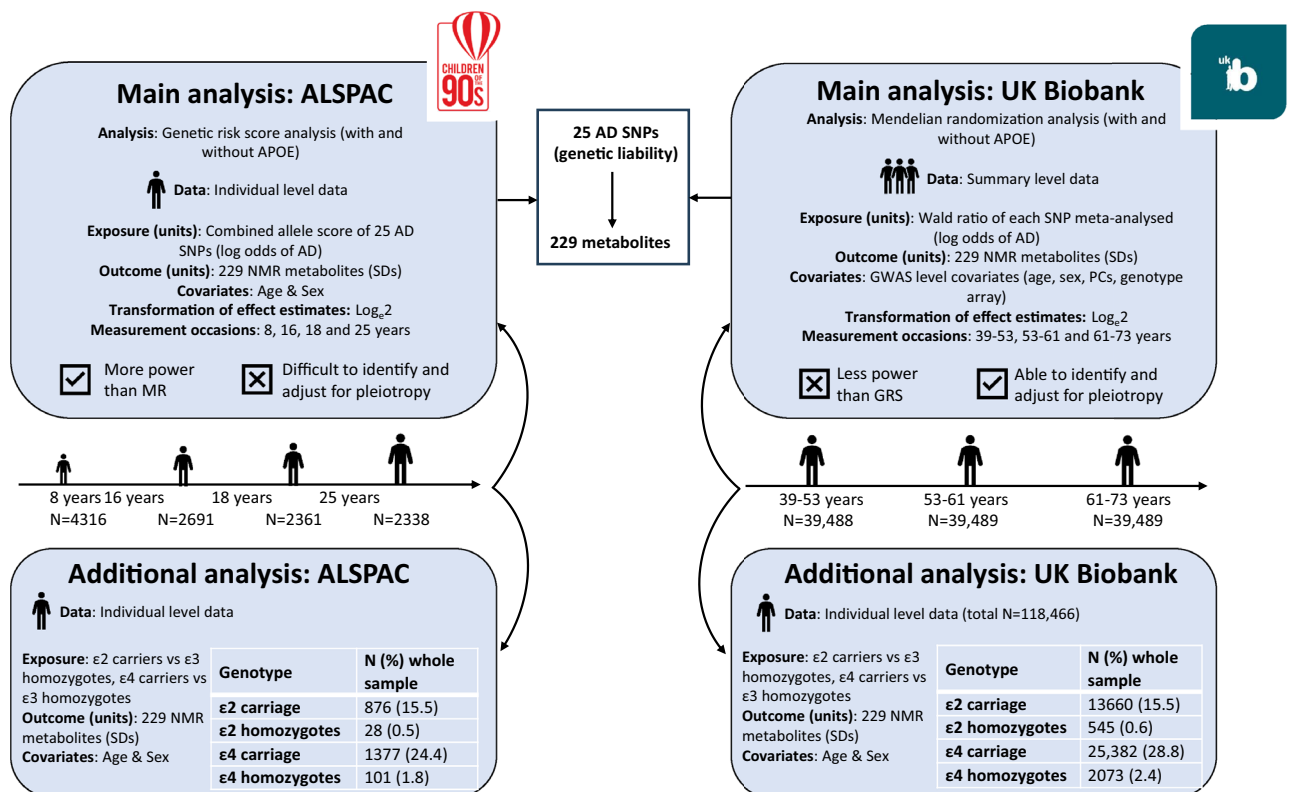 CHILDREN
OF THE
90s
Main analysis: ALSPAC
Analysis: Genetic risk score analysis (with and
without APOE)
Data: Individual level data
Exposure (units): Combined allele score of 25 AD
SNPs (log odds of AD)
Outcome (units): 229 NMR metabolites (SDs)
Covariates: Age & Sex
Transformation of effect estimates: Logₑ2
Measurement occasions: 8, 16, 18 and 25 years
More power
than MR
Difficult to identify and
adjust for pleiotropy
25 AD SNPs
(genetic liability)
229 metabolites
uk
b
Main analysis: UK Biobank
Analysis: Mendelian randomization analysis (with and
without APOE)
Data: Summary level data
Exposure (units): Wald ratio of each SNP meta-analysed
(log odds of AD)
Outcome (units): 229 NMR metabolites (SDs)
Covariates: GWAS level covariates (age, sex, PCs, genotype
array)
Transformation of effect estimates: Logₑ2
Measurement occasions: 39-53, 53-61 and 61-73 years
Less power
than GRS
Able to identify and
adjust for pleiotropy
8 years 16 years 18 years 25 years
N=4316 N=2691 N=2361 N=2338
39-53 years 53-61 years 61-73 years
N=39,488 N=39,489 N=39,489
Additional analysis: ALSPAC
Data: Individual level data
Exposure: ε2 carriers vs ε3
homozygotes, ε4 carriers vs
ε3 homozygotes
Outcome (units): 229 NMR
metabolites (SDs)
Covariates: Age & Sex
Genotype N (%) whole
sample
ε2 carriage 876 (15.5)
ε2 homozygotes 28 (0.5)
ε4 carriage 1377 (24.4)
ε4 homozygotes 101 (1.8)
Additional analysis: UK Biobank
Data: Individual level data (total N=118,466)
Exposure: ε2 carriers vs ε3
homozygotes, ε4 carriers vs
ε3 homozygotes
Outcome (units): 229 NMR
metabolites (SDs)
Covariates: Age & Sex
Genotype N (%) whole
sample
ε2 carriage 13660 (15.5)
ε2 homozygotes 545 (0.6)
ε4 carriage 25,382 (28.8)
ε4 homozygotes 2073 (2.4)